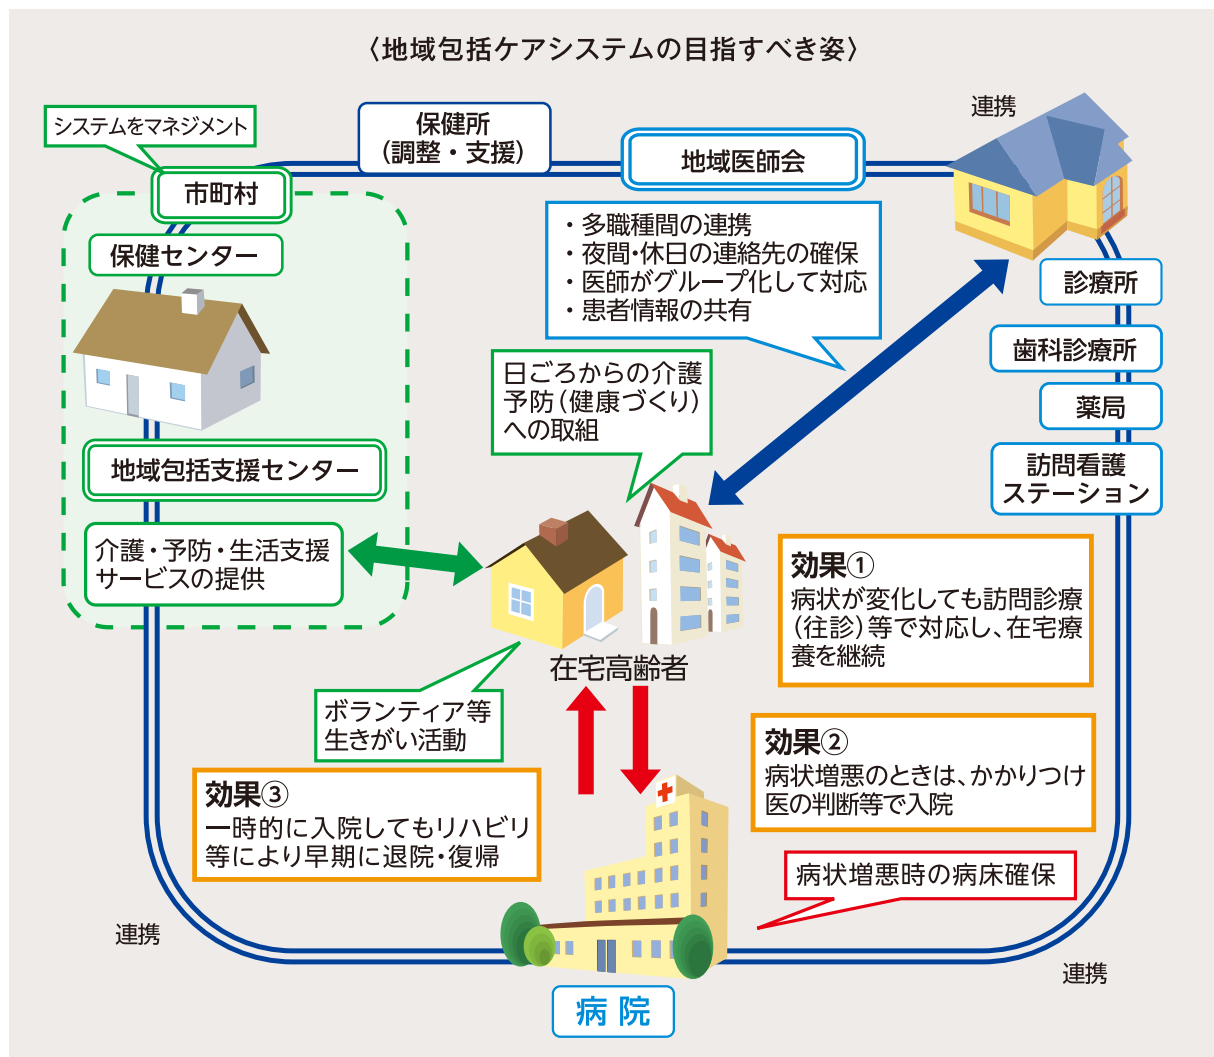 〈地域包括ケアシステムの目指すべき姿〉
システムをマネジメント
保健所
（調整・支援）
地域医師会
連携
市町村
保健センター
・多職種間の連携
・夜間・休日の連絡先の確保
・医師がグループ化して対応
・患者情報の共有
診療所
歯科診療所
薬局
訪問看護
ステーション
日ごろからの介護
予防（健康づくり）
への取組
地域包括支援センター
介護・予防・生活支援
サービスの提供
効果①
病状が変化しても訪問診療
（往診）等で対応し、在宅療
養を継続
在宅高齢者
ボランティア等
生きがい活動
効果②
病状増悪のときは、かかりつけ
医の判断等で入院
効果③
一時的に入院してもリハビリ
等により早期に退院・復帰
病状増悪時の病床確保
連携
連携
病院